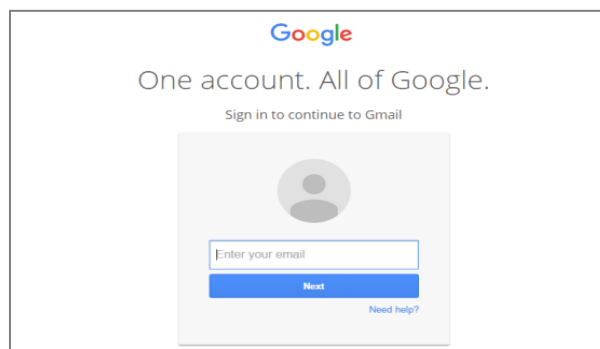 Google
One account. All of Google.
Sign in to continue to Gmail
Enter your email
Next
Need help?